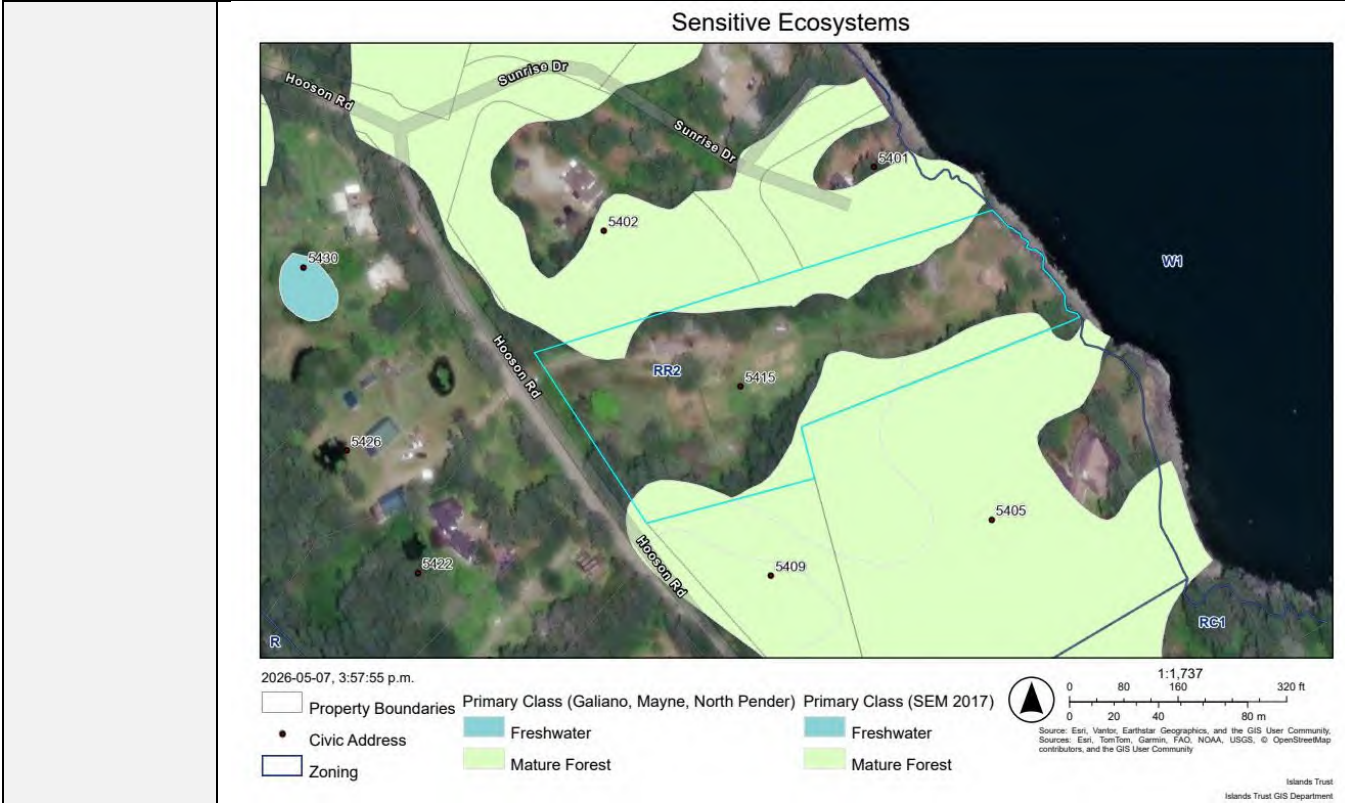 Sensitive Ecosystems
Hooson Rd
Sunrise Dr
Sunrise Dr
5401
5402
5430
W1
Hooson Rd
RR2
5415
5426
5405
5422
Hooson Rd
5409
R
RC1
2026-05-07, 3:57:55 p.m.
Property Boundaries
Civic Address
Zoning
Primary Class (Galiano, Mayne, North Pender)
Freshwater
Mature Forest
Primary Class (SEM 2017)
Freshwater
Mature Forest
1:1,737
0 80 160 320 ft
0 20 40 80 m
Source: Esri, Vantor, Earthstar Geographics, and the GIS User Community,
Sources: Esri, TomTom, Garmin, FAO, NOAA, USGS, © OpenStreetMap
contributors, and the GIS User Community
Islands Trust
Islands Trust GIS Department